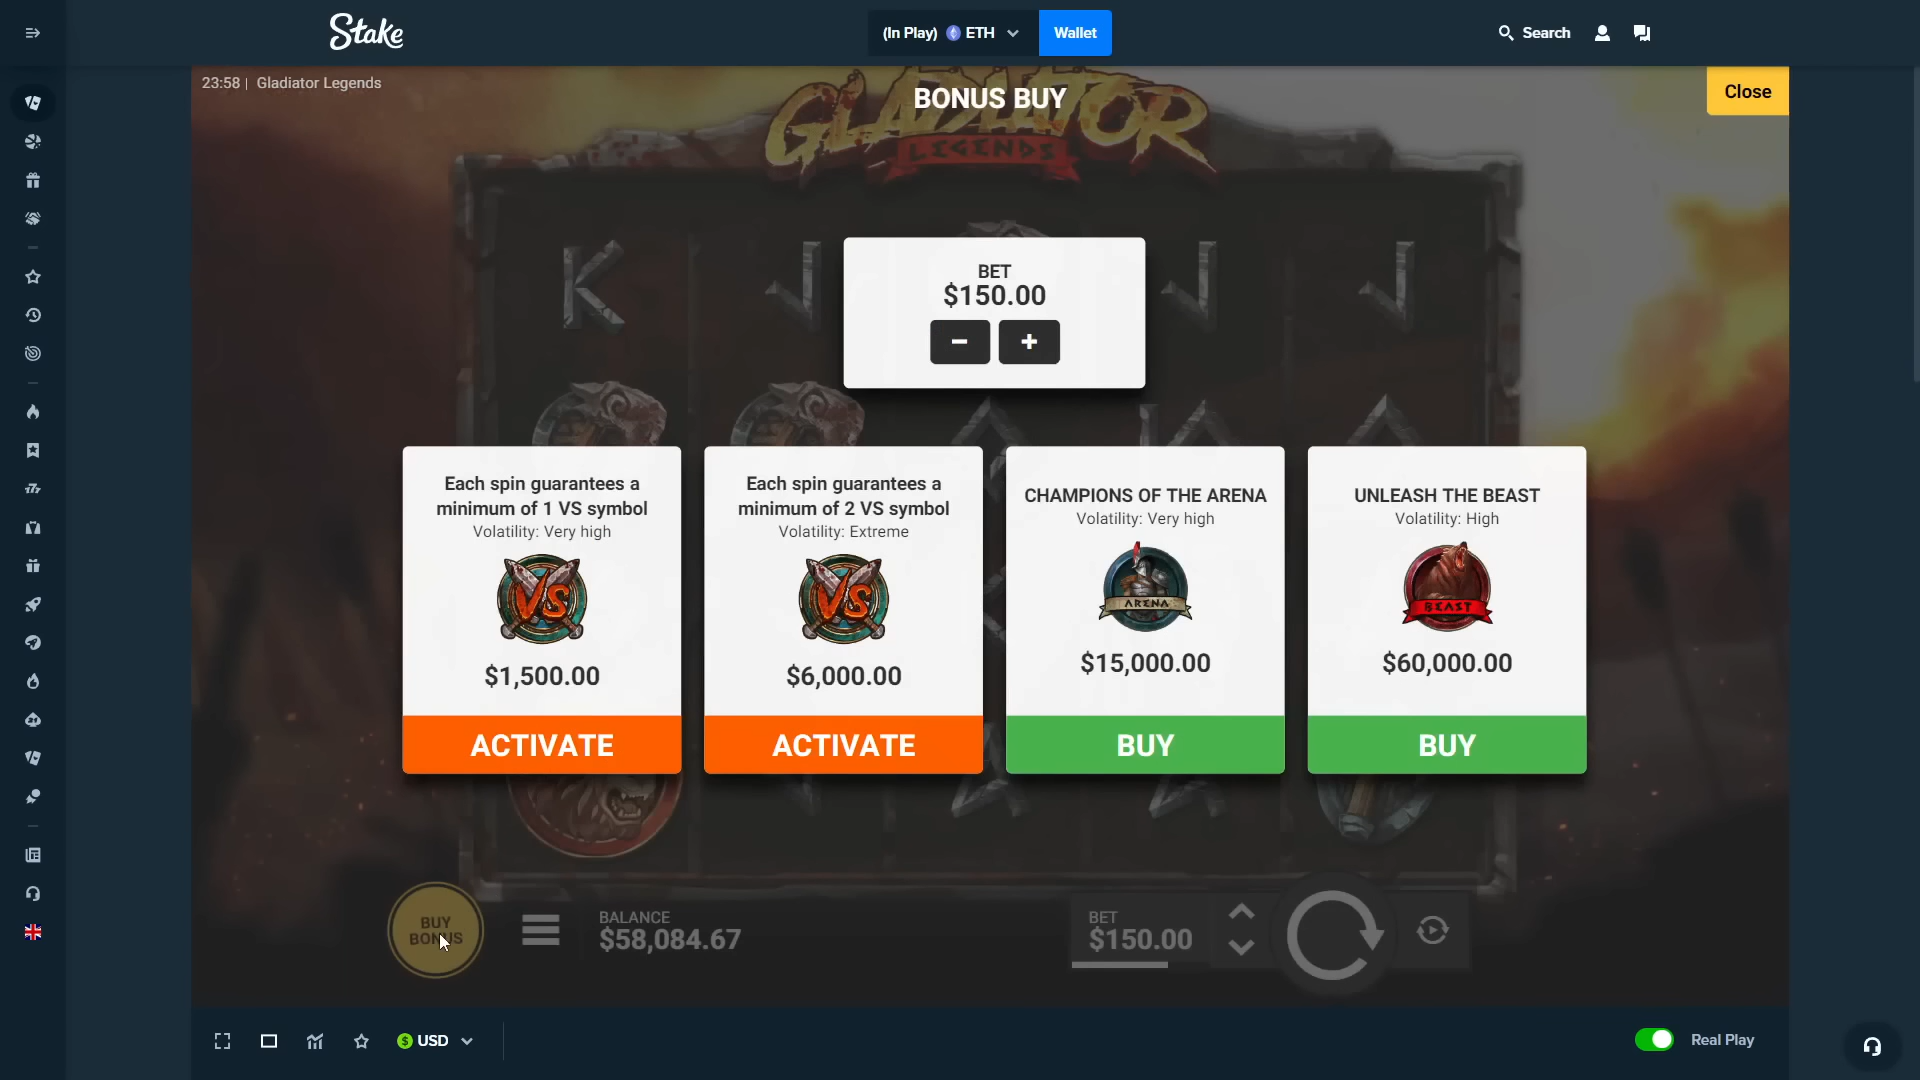 Stake
(In Play) ETH
Wallet
Search
23:58 | Gladiator Legends
GLADIATOR
LEGENDS
BONUS BUY
Close
K J J J
BET
$150.00
− +
Each spin guarantees a
minimum of 1 VS symbol
Volatility: Very high
VS
$1,500.00
ACTIVATE
Each spin guarantees a
minimum of 2 VS symbol
Volatility: Extreme
VS
$6,000.00
ACTIVATE
CHAMPIONS OF THE ARENA
Volatility: Very high
ARENA
$15,000.00
BUY
UNLEASH THE BEAST
Volatility: High
BEAST
$60,000.00
BUY
BUY
BONUS
BALANCE
$58,084.67
BET
$150.00
$ USD
Real Play